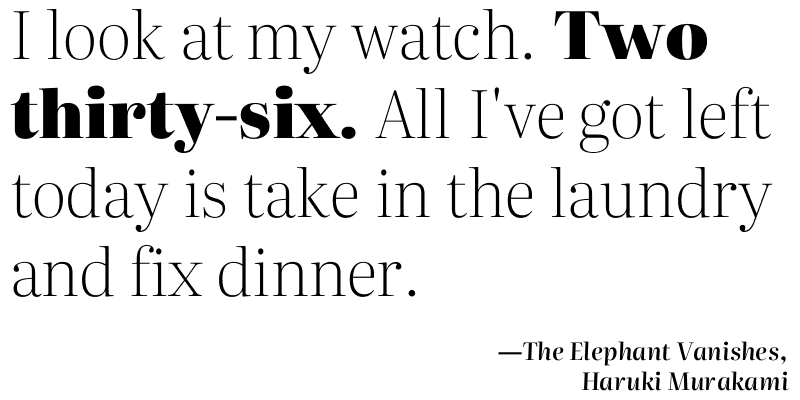 I look at my watch. Two
thirty-six. All I've got left
today is take in the laundry
and fix dinner.
—The Elephant Vanishes,
Haruki Murakami